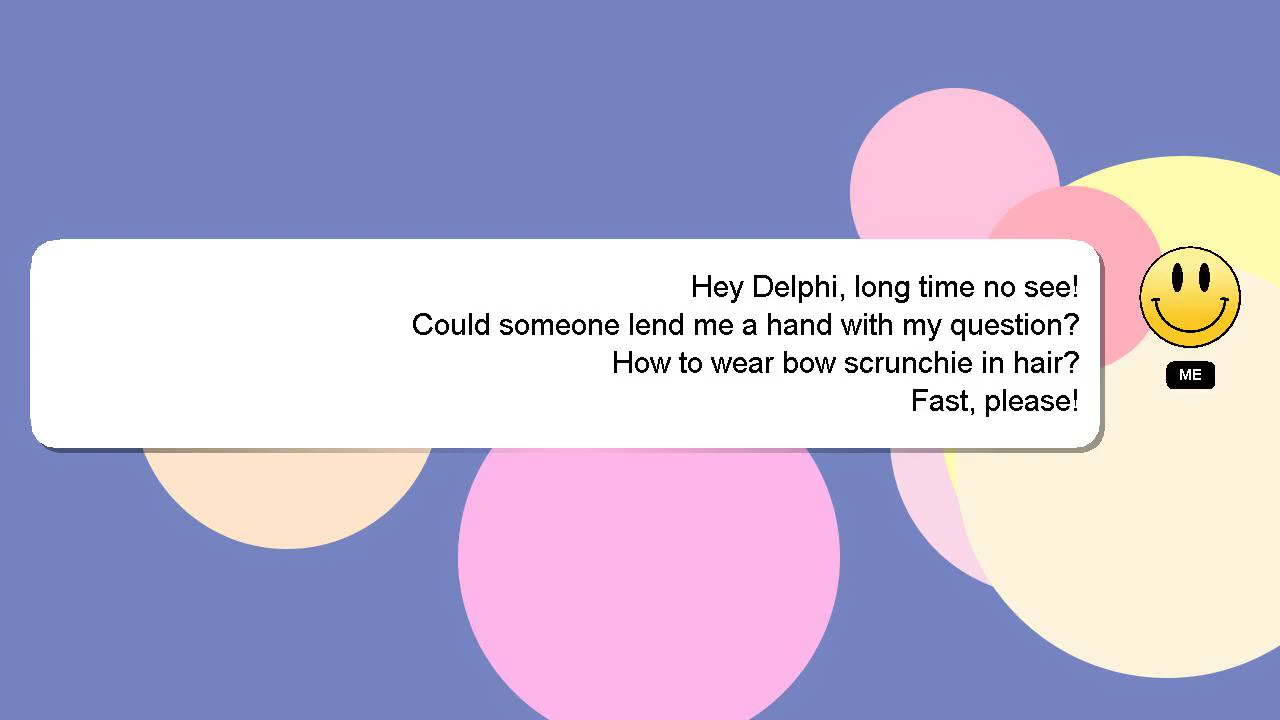 Hey Delphi, long time no see!
Could someone lend me a hand with my question?
How to wear bow scrunchie in hair?
Fast, please!
ME